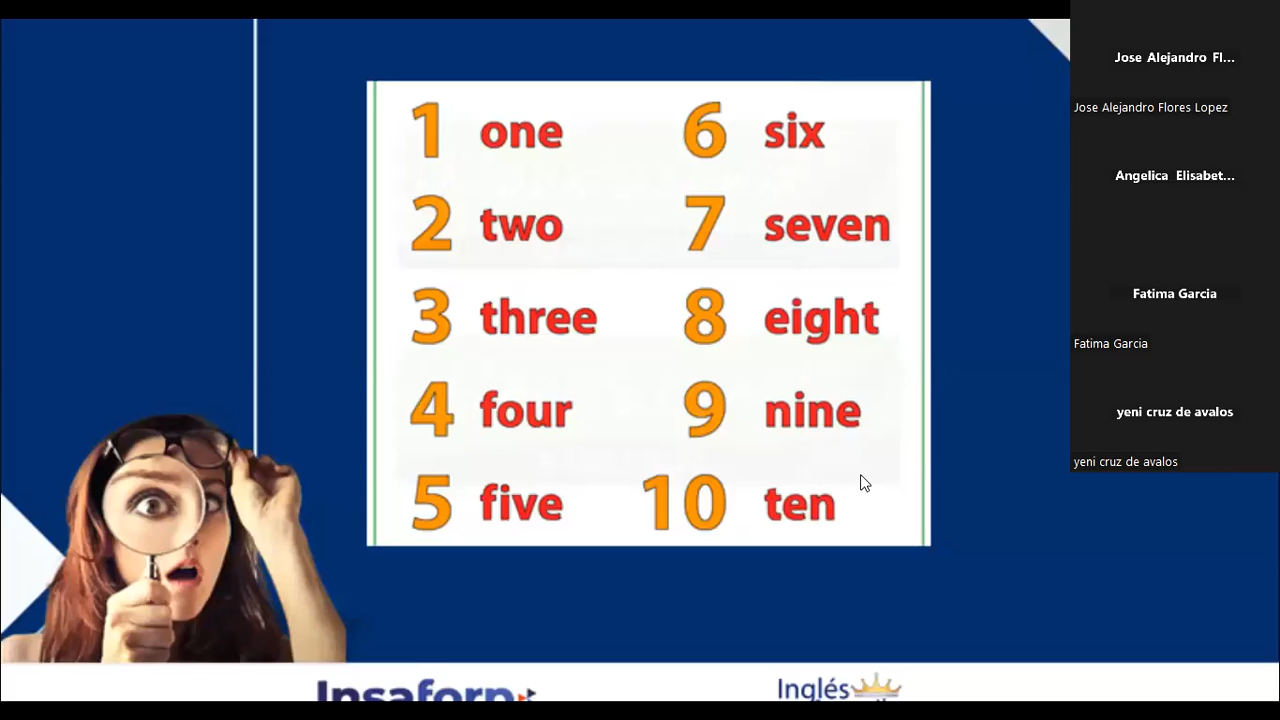 1 one 6 six
2 two 7 seven
3 three 8 eight
4 four 9 nine
5 five 10 ten
Insaforp
Inglés
Jose Alejandro Fl...
Jose Alejandro Flores Lopez
Angelica Elisabet...
Fatima Garcia
Fatima Garcia
yeni cruz de avalos
yeni cruz de avalos